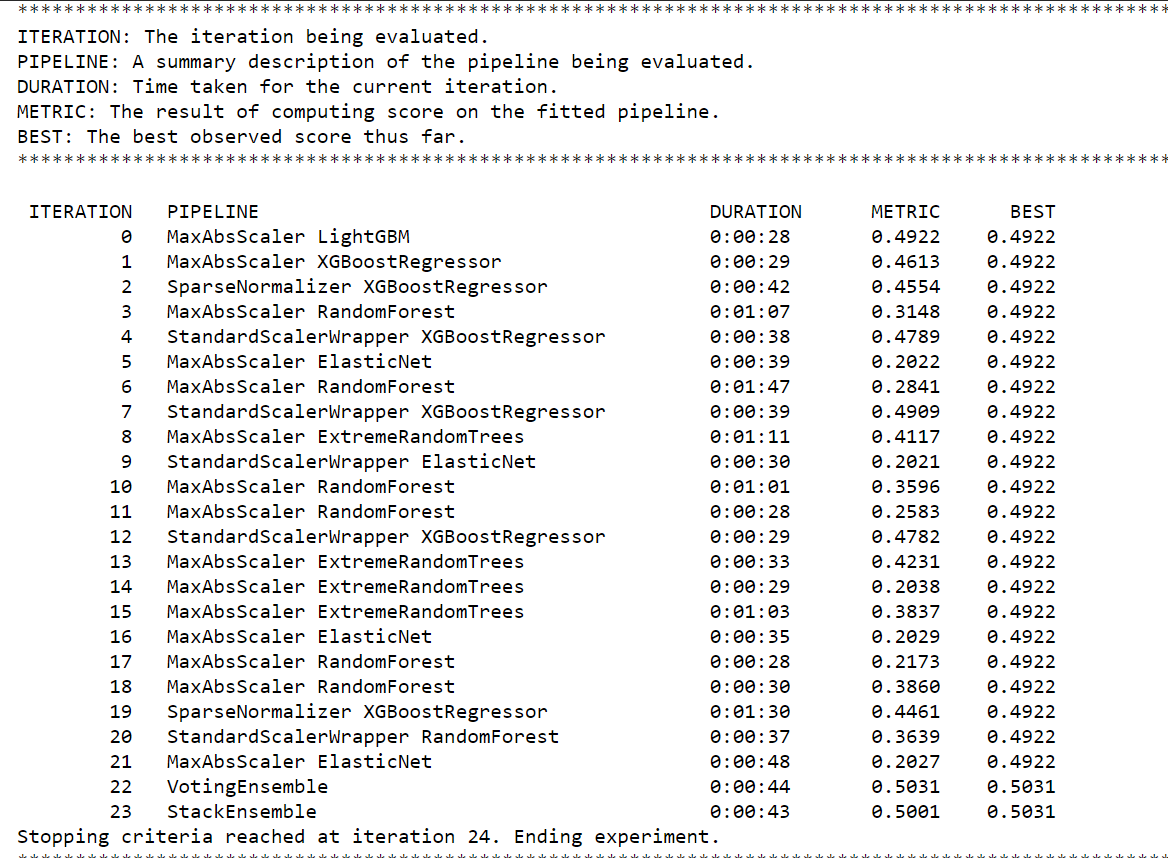 ****************************************************************************************************
ITERATION: The iteration being evaluated.
PIPELINE: A summary description of the pipeline being evaluated.
DURATION: Time taken for the current iteration.
METRIC: The result of computing score on the fitted pipeline.
BEST: The best observed score thus far.
****************************************************************************************************
ITERATION PIPELINE DURATION METRIC BEST
0 MaxAbsScaler LightGBM 0:00:28 0.4922 0.4922
1 MaxAbsScaler XGBoostRegressor 0:00:29 0.4613 0.4922
2 SparseNormalizer XGBoostRegressor 0:00:42 0.4554 0.4922
3 MaxAbsScaler RandomForest 0:01:07 0.3148 0.4922
4 StandardScalerWrapper XGBoostRegressor 0:00:38 0.4789 0.4922
5 MaxAbsScaler ElasticNet 0:00:39 0.2022 0.4922
6 MaxAbsScaler RandomForest 0:01:47 0.2841 0.4922
7 StandardScalerWrapper XGBoostRegressor 0:00:39 0.4909 0.4922
8 MaxAbsScaler ExtremeRandomTrees 0:01:11 0.4117 0.4922
9 StandardScalerWrapper ElasticNet 0:00:30 0.2021 0.4922
10 MaxAbsScaler RandomForest 0:01:01 0.3596 0.4922
11 MaxAbsScaler RandomForest 0:00:28 0.2583 0.4922
12 StandardScalerWrapper XGBoostRegressor 0:00:29 0.4782 0.4922
13 MaxAbsScaler ExtremeRandomTrees 0:00:33 0.4231 0.4922
14 MaxAbsScaler ExtremeRandomTrees 0:00:29 0.2038 0.4922
15 MaxAbsScaler ExtremeRandomTrees 0:01:03 0.3837 0.4922
16 MaxAbsScaler ElasticNet 0:00:35 0.2029 0.4922
17 MaxAbsScaler RandomForest 0:00:28 0.2173 0.4922
18 MaxAbsScaler RandomForest 0:00:30 0.3860 0.4922
19 SparseNormalizer XGBoostRegressor 0:01:30 0.4461 0.4922
20 StandardScalerWrapper RandomForest 0:00:37 0.3639 0.4922
21 MaxAbsScaler ElasticNet 0:00:48 0.2027 0.4922
22 VotingEnsemble 0:00:44 0.5031 0.5031
23 StackEnsemble 0:00:43 0.5001 0.5031
Stopping criteria reached at iteration 24. Ending experiment.
****************************************************************************************************